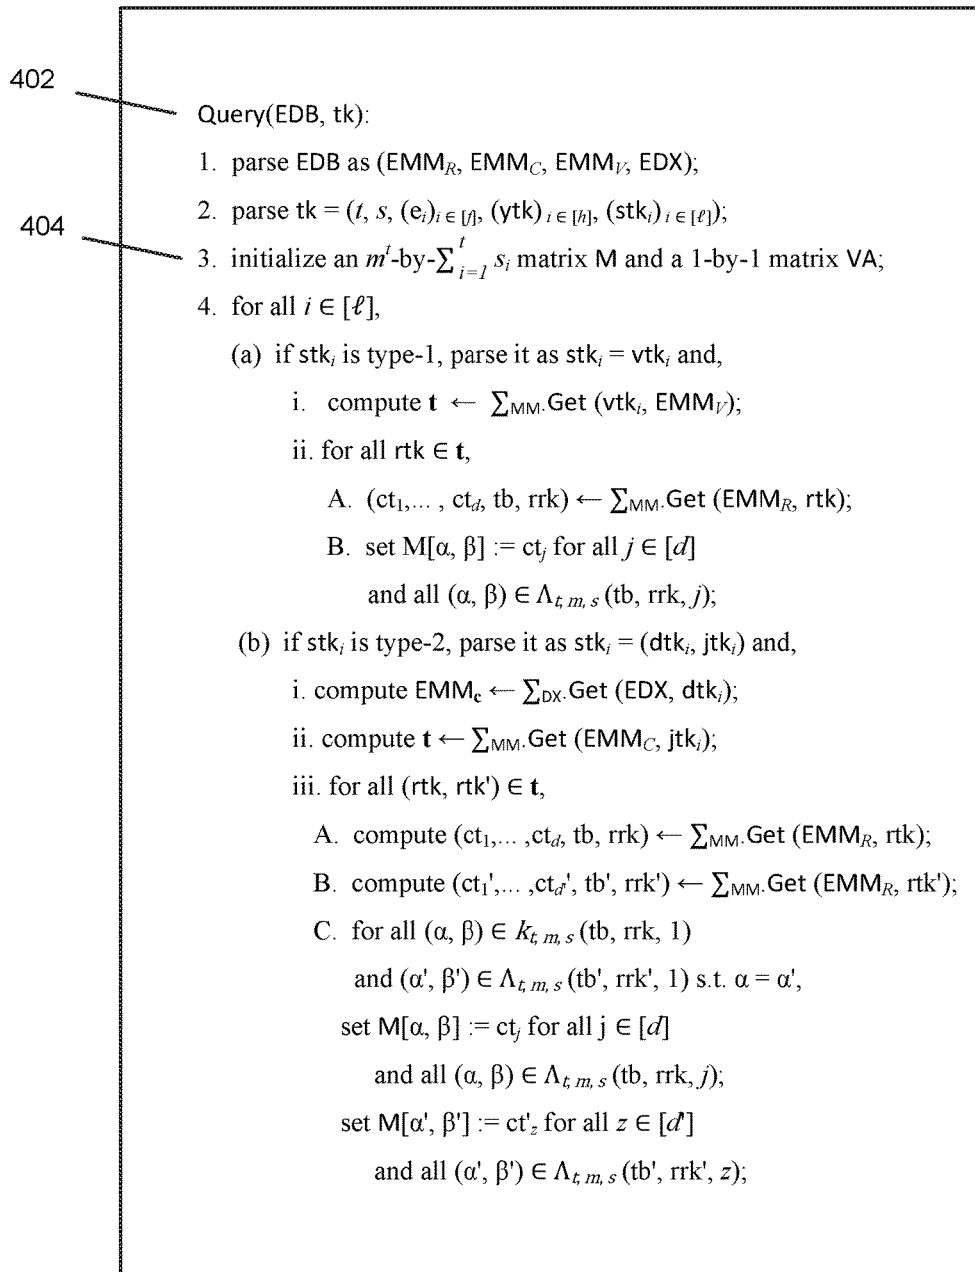 402
Query(EDB, tk):
1. parse EDB as (EMM_R, EMM_C, EMM_V, EDX);
2. parse tk = (t, s, (e_i)_{i ∈ [f]}, (ytk)_{i ∈ [h]}, (stk_i)_{i ∈ [ℓ]});
404
3. initialize an m^t-by-∑_{i=1}^t s_i matrix M and a 1-by-1 matrix VA;
4. for all i ∈ [ℓ],
(a) if stk_i is type-1, parse it as stk_i = vtk_i and,
i. compute t ← ∑_MM.Get (vtk_i, EMM_V);
ii. for all rtk ∈ t,
A. (ct_1,... , ct_d, tb, rrk) ← ∑_MM.Get (EMM_R, rtk);
B. set M[α, β] := ct_j for all j ∈ [d]
and all (α, β) ∈ Λ_{t, m, s} (tb, rrk, j);
(b) if stk_i is type-2, parse it as stk_i = (dtk_i, jtk_i) and,
i. compute EMM_c ← ∑_DX.Get (EDX, dtk_i);
ii. compute t ← ∑_MM.Get (EMM_C, jtk_i);
iii. for all (rtk, rtk') ∈ t,
A. compute (ct_1,... ,ct_d, tb, rrk) ← ∑_MM.Get (EMM_R, rtk);
B. compute (ct_1',... ,ct_d', tb', rrk') ← ∑_MM.Get (EMM_R, rtk');
C. for all (α, β) ∈ k_{t, m, s} (tb, rrk, 1)
and (α', β') ∈ Λ_{t, m, s} (tb', rrk', 1) s.t. α = α',
set M[α, β] := ct_j for all j ∈ [d]
and all (α, β) ∈ Λ_{t, m, s} (tb, rrk, j);
set M[α', β'] := ct'_z for all z ∈ [d']
and all (α', β') ∈ Λ_{t, m, s} (tb', rrk', z);